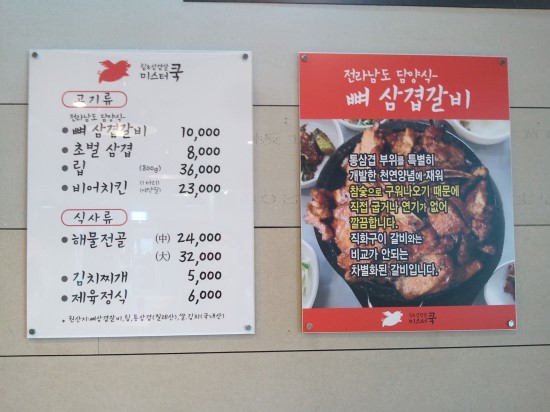 미스터쿡
고기류
전라남도 담양식-
• 뼈 삼겹갈비 10,000
• 초벌 삼겹 8,000
• 립 (800g) 36,000
• 비어치킨 23,000
식사류
• 해물전골 (中) 24,000
(大) 32,000
• 김치찌개 5,000
• 제육정식 6,000
전라남도 담양식-
뼈 삼겹갈비
통삼겹 부위를 특별히
개발한 천연양념에 재워
참숯으로 구워나오기 때문에
직접 굽거나 연기가 없어
깔끔합니다.
직화구이 갈비와는
비교가 안되는
차별화된 갈비입니다.
미스터쿡